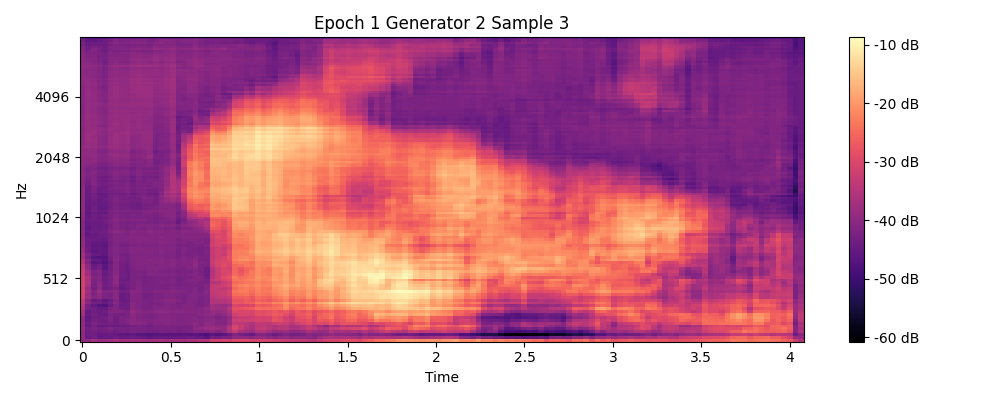 Epoch 1 Generator 2 Sample 3
Hz
4096
2048
1024
512
0
0 0.5 1 1.5 2 2.5 3 3.5 4
Time
-10 dB
-20 dB
-30 dB
-40 dB
-50 dB
-60 dB